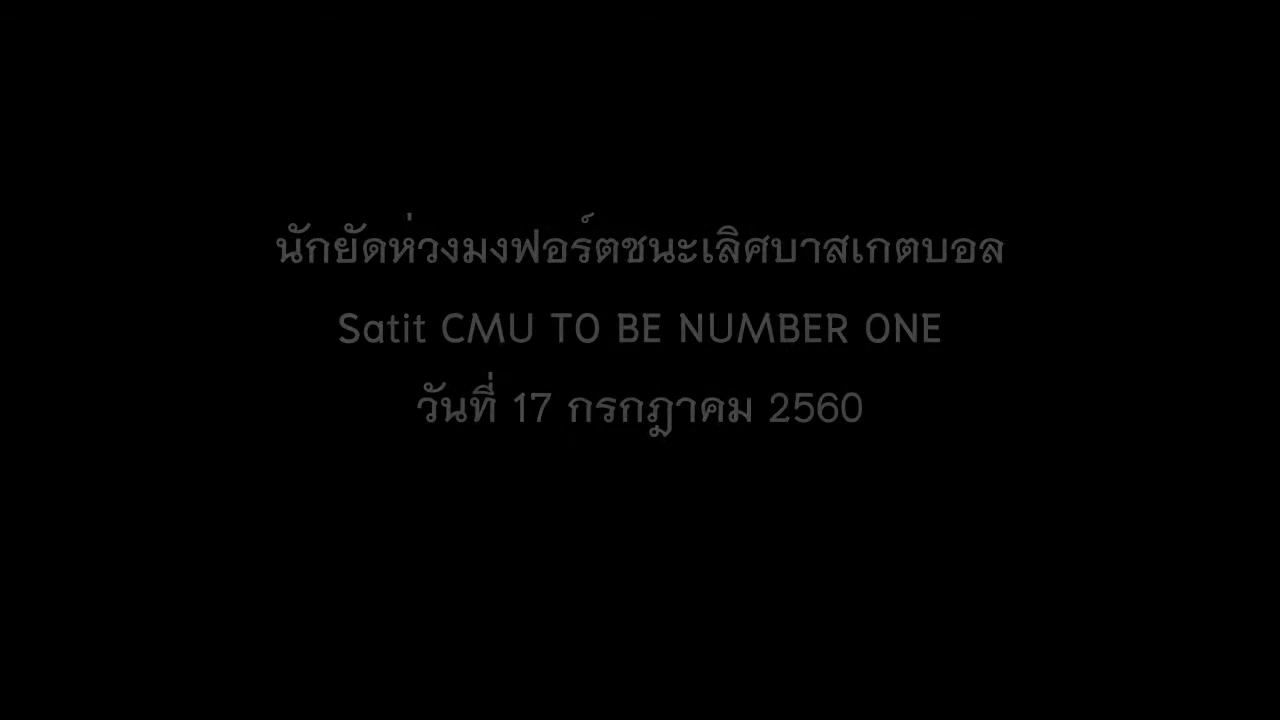 นักยัดห่วงมงฟอร์ตชนะเลิศบาสเกตบอล
Satit CMU TO BE NUMBER ONE
วันที่ 17 กรกฎาคม 2560